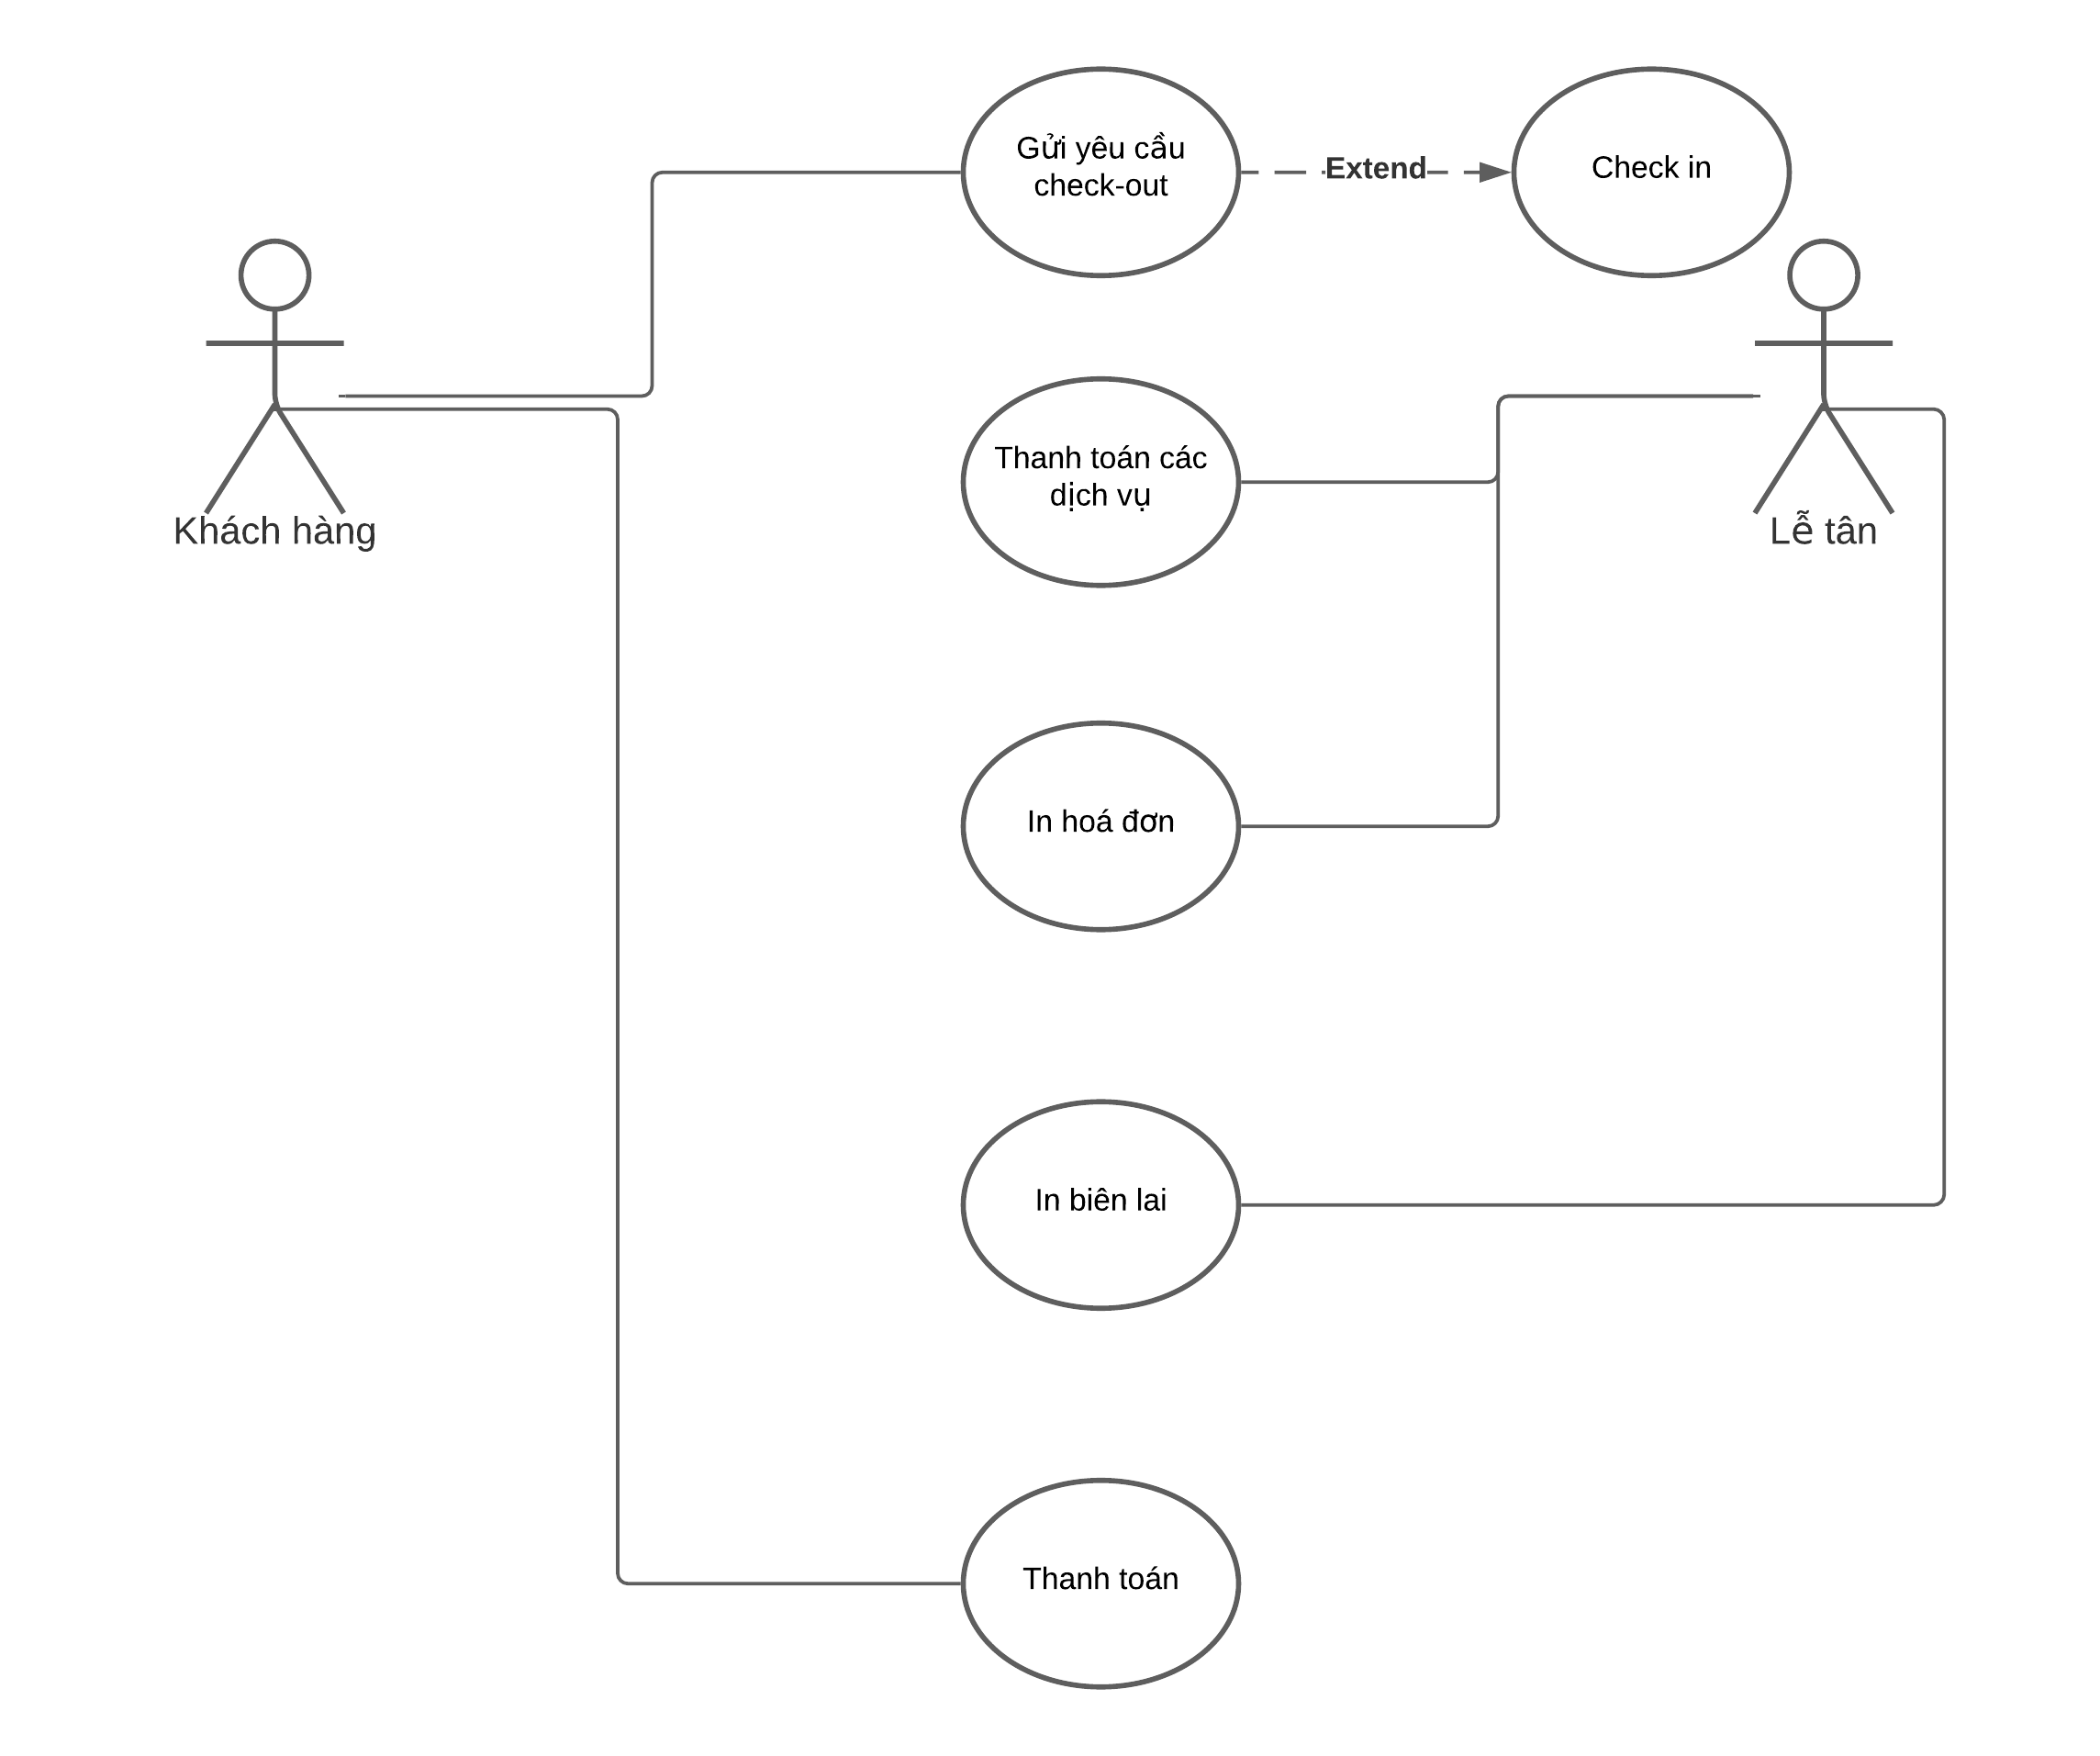 Gửi yêu cầu
check-out
Extend
Check in
Khách hàng
Thanh toán các
dịch vụ
Lễ tân
In hoá đơn
In biên lai
Thanh toán